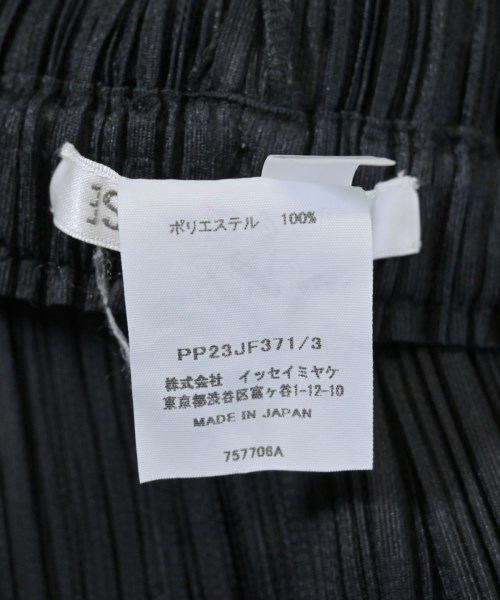 ポリエステル 100%
PP23JF371/3
株式会社 イッセイミヤケ
東京都渋谷区富ヶ谷1-12-10
MADE IN JAPAN
757706A